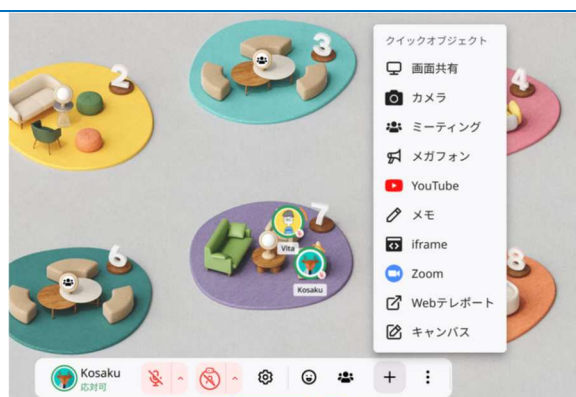 2
3
4
6
7
8
Vita
Kosaku
クイックオブジェクト
画面共有
カメラ
ミーティング
メガフォン
YouTube
メモ
iframe
Zoom
Webテレポート
キャンバス
Kosaku
応対可